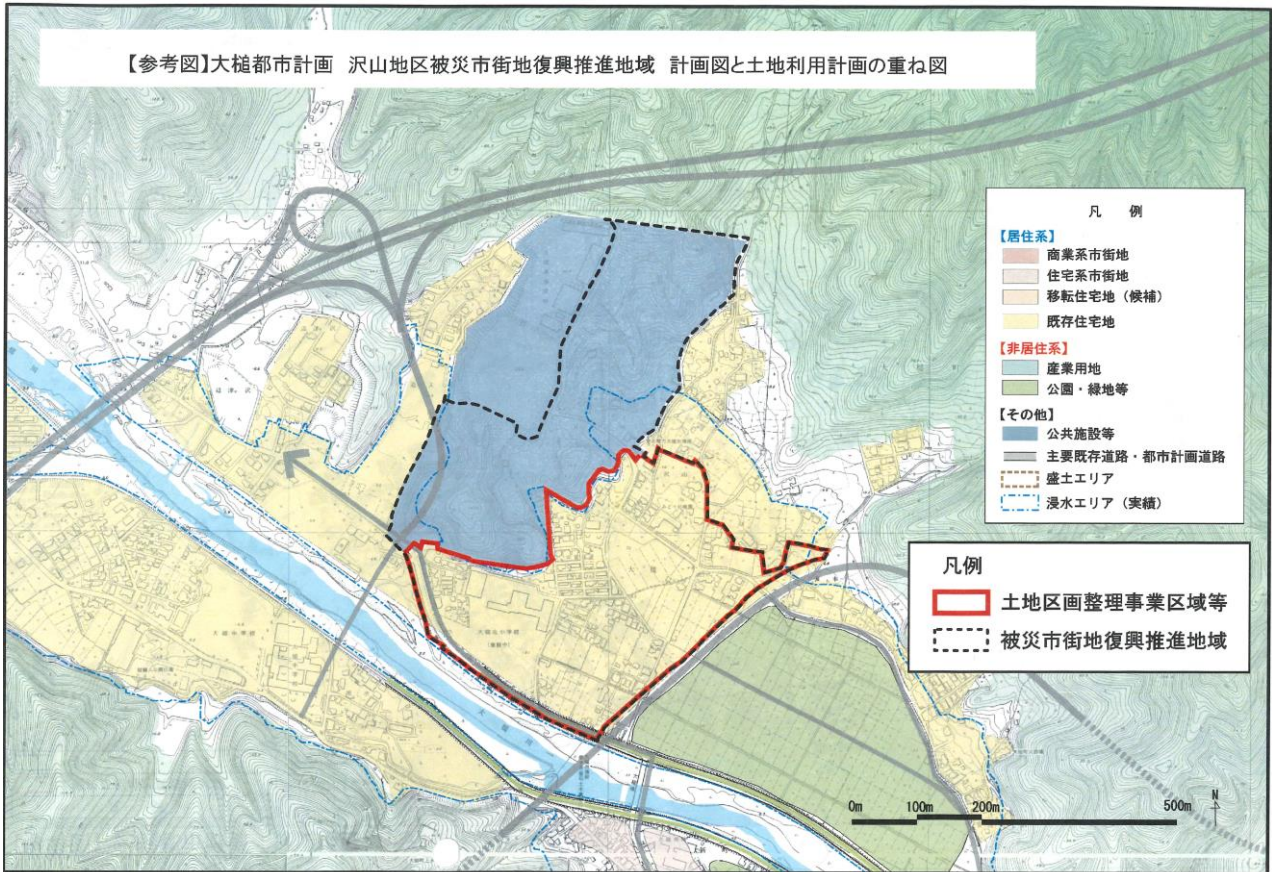 【参考図】大槌都市計画 沢山地区被災市街地復興推進地域 計画図と土地利用計画の重ね図
凡 例
【居住系】
商業系市街地
住宅系市街地
移転住宅地（候補）
既存住宅地
【非居住系】
産業用地
公園・緑地等
【その他】
公共施設等
主要既存道路・都市計画道路
盛土エリア
浸水エリア（実績）
凡例
土地区画整理事業区域等
被災市街地復興推進地域
0m 100m 200m 500m
N